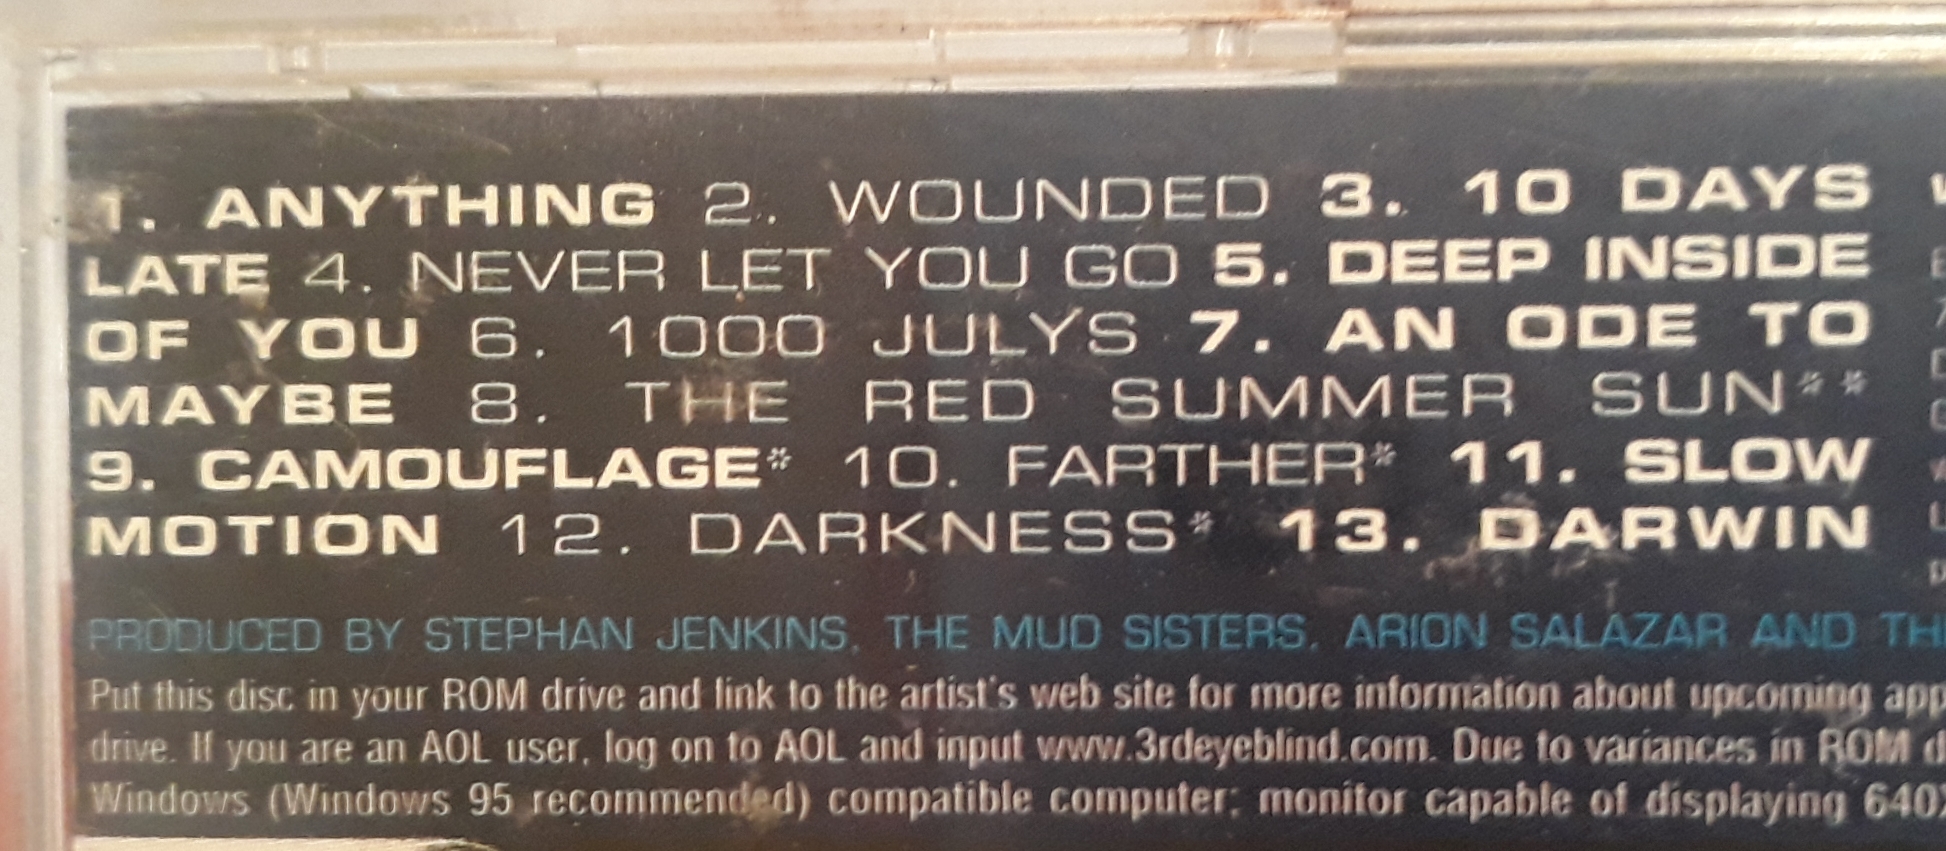 1. ANYTHING 2. WOUNDED 3. 10 DAYS
LATE 4. NEVER LET YOU GO 5. DEEP INSIDE
OF YOU 6. 1000 JULYS 7. AN ODE TO
MAYBE 8. THE RED SUMMER SUN**
9. CAMOUFLAGE* 10. FARTHER* 11. SLOW
MOTION 12. DARKNESS* 13. DARWIN
PRODUCED BY STEPHAN JENKINS, THE MUD SISTERS, ARION SALAZAR AND TH
Put this disc in your ROM drive and link to the artist's web site for more information about upcoming app
drive. If you are an AOL user, log on to AOL and input www.3rdeyeblind.com. Due to variances in ROM d
Windows (Windows 95 recommended) compatible computer; monitor capable of displaying 640X